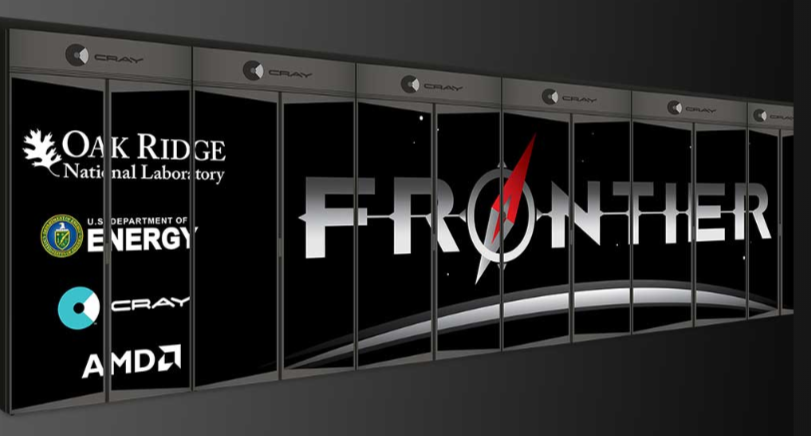 CRAY
CRAY
CRAY
CRAY
CRAY
CRAY
OAK RIDGE
National Laboratory
U.S. DEPARTMENT OF
ENERGY
CRAY
AMD
FRONTIER